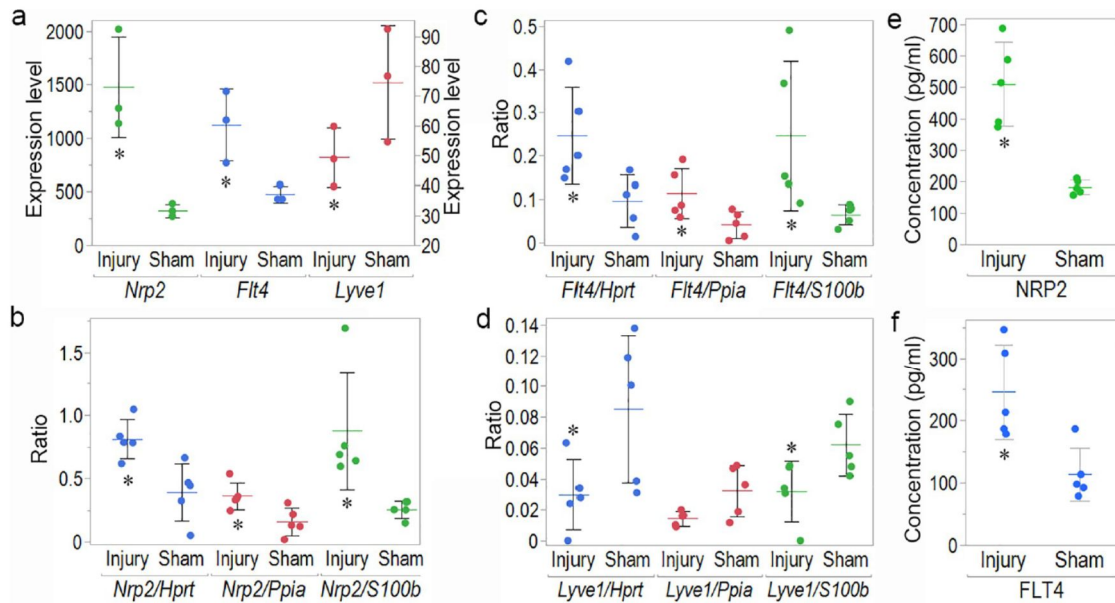 a
Expression level
2000
1500
1000
500
0
90
80
70
60
50
40
30
20
Expression level
*
*
*
Injury Sham Injury Sham Injury Sham
Nrp2 Flt4 Lyve1
b
Ratio
1.5
1.0
0.5
0
*
*
*
Injury Sham Injury Sham Injury Sham
Nrp2/Hprt Nrp2/Ppia Nrp2/S100b
c
Ratio
0.5
0.4
0.3
0.2
0.1
0
*
*
*
Injury Sham Injury Sham Injury Sham
Flt4/Hprt Flt4/Ppia Flt4/S100b
d
Ratio
0.14
0.12
0.10
0.08
0.06
0.04
0.02
0
*
*
Injury Sham Injury Sham Injury Sham
Lyve1/Hprt Lyve1/Ppia Lyve1/S100b
e
Concentration (pg/ml)
700
600
500
400
300
200
100
0
*
Injury Sham
NRP2
f
Concentration (pg/ml)
300
200
100
0
*
Injury Sham
FLT4